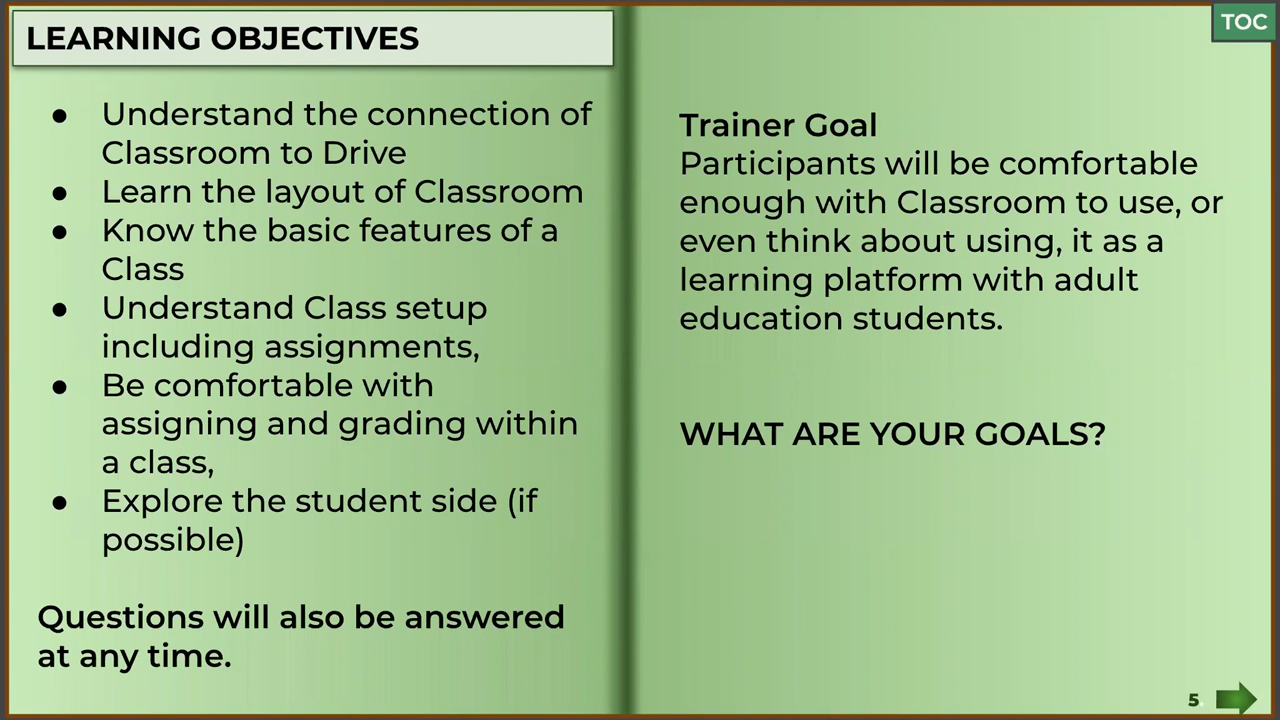 LEARNING OBJECTIVES
TOC
● Understand the connection of
Classroom to Drive
● Learn the layout of Classroom
● Know the basic features of a
Class
● Understand Class setup
including assignments,
● Be comfortable with
assigning and grading within
a class,
● Explore the student side (if
possible)
Questions will also be answered
at any time.
Trainer Goal
Participants will be comfortable
enough with Classroom to use, or
even think about using, it as a
learning platform with adult
education students.
WHAT ARE YOUR GOALS?
5